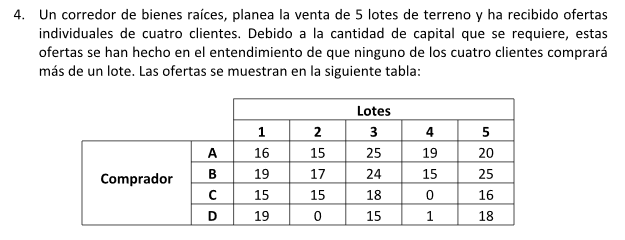 4. Un corredor de bienes raíces, planea la venta de 5 lotes de terreno y ha recibido ofertas
individuales de cuatro clientes. Debido a la cantidad de capital que se requiere, estas
ofertas se han hecho en el entendimiento de que ninguno de los cuatro clientes comprará
más de un lote. Las ofertas se muestran en la siguiente tabla:
Lotes
1 2 3 4 5
A 16 15 25 19 20
Comprador B 19 17 24 15 25
C 15 15 18 0 16
D 19 0 15 1 18